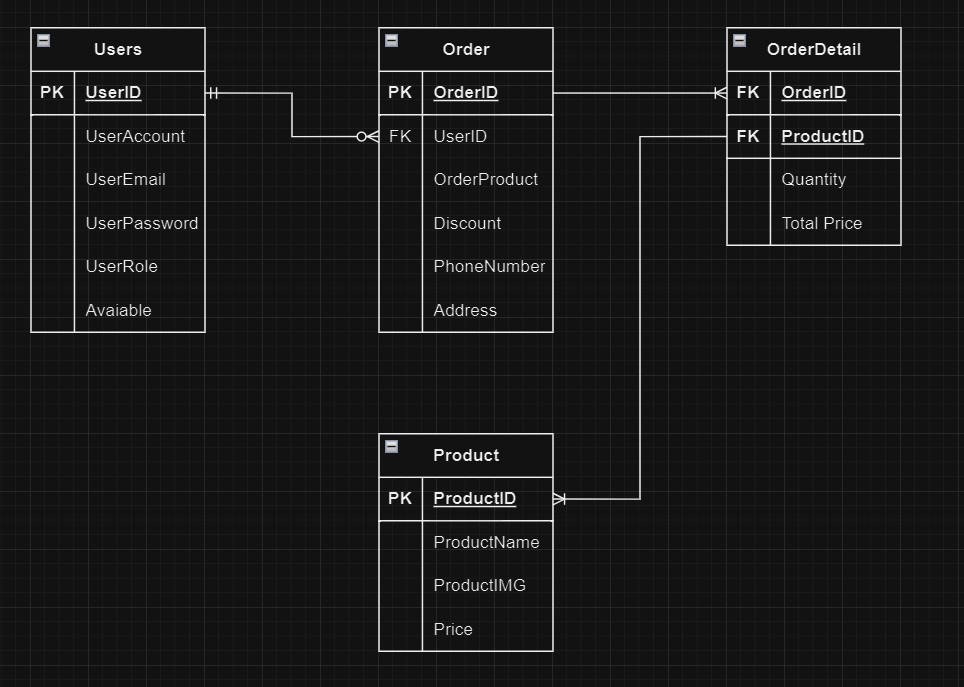 Users
PK UserID
UserAccount
UserEmail
UserPassword
UserRole
Avaiable
Order
PK OrderID
FK UserID
OrderProduct
Discount
PhoneNumber
Address
OrderDetail
FK OrderID
FK ProductID
Quantity
Total Price
Product
PK ProductID
ProductName
ProductIMG
Price